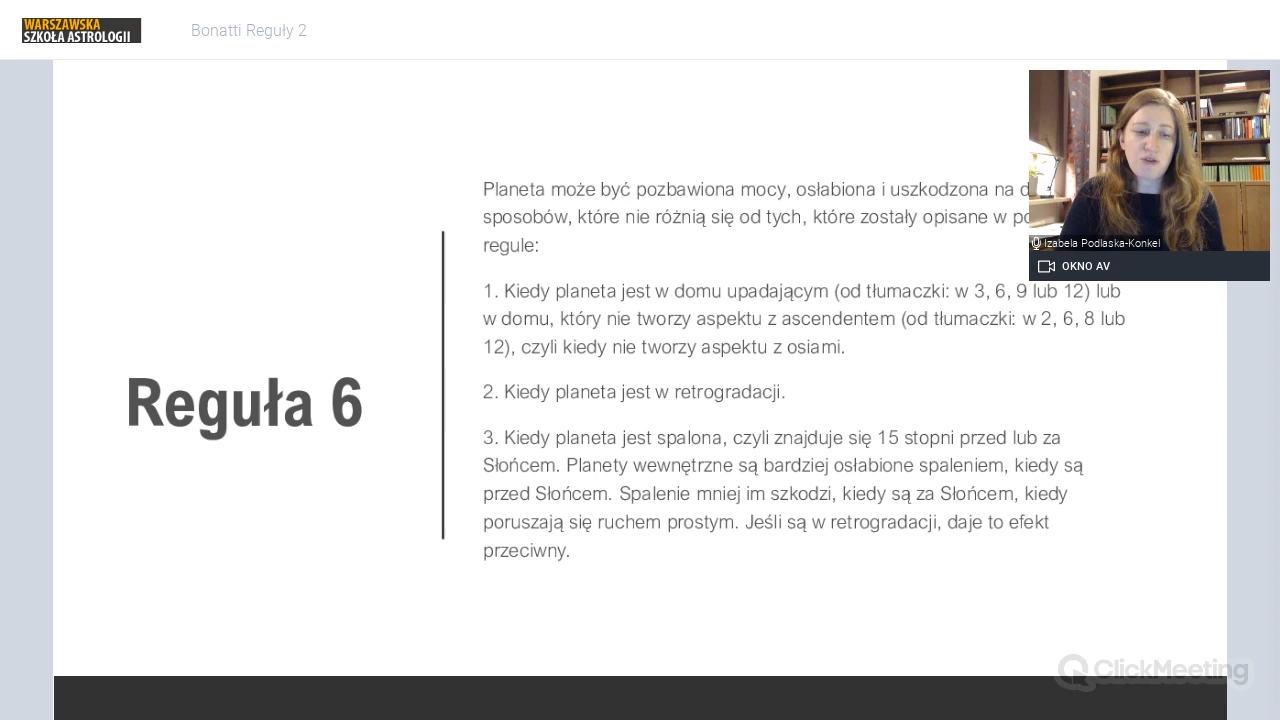 WARSZAWSKA
SZKOŁA ASTROLOGII
Bonatti Reguły 2
Planeta może być pozbawiona mocy, osłabiona i uszkodzona na
sposobów, które nie różnią się od tych, które zostały opisane w
regule:
1. Kiedy planeta jest w domu upadającym (od tłumaczki: w 3, 6, 9 lub 12) lub
w domu, który nie tworzy aspektu z ascendentem (od tłumaczki: w 2, 6, 8 lub
12), czyli kiedy nie tworzy aspektu z osiami.
2. Kiedy planeta jest w retrogradacji.
3. Kiedy planeta jest spalona, czyli znajduje się 15 stopni przed lub za
Słońcem. Planety wewnętrzne są bardziej osłabione spaleniem, kiedy są
przed Słońcem. Spalenie mniej im szkodzi, kiedy są za Słońcem, kiedy
poruszają się ruchem prostym. Jeśli są w retrogradacji, daje to efekt
przeciwny.
Reguła 6
Izabela Podlaska-Konkel
OKNO AV
ClickMeeting